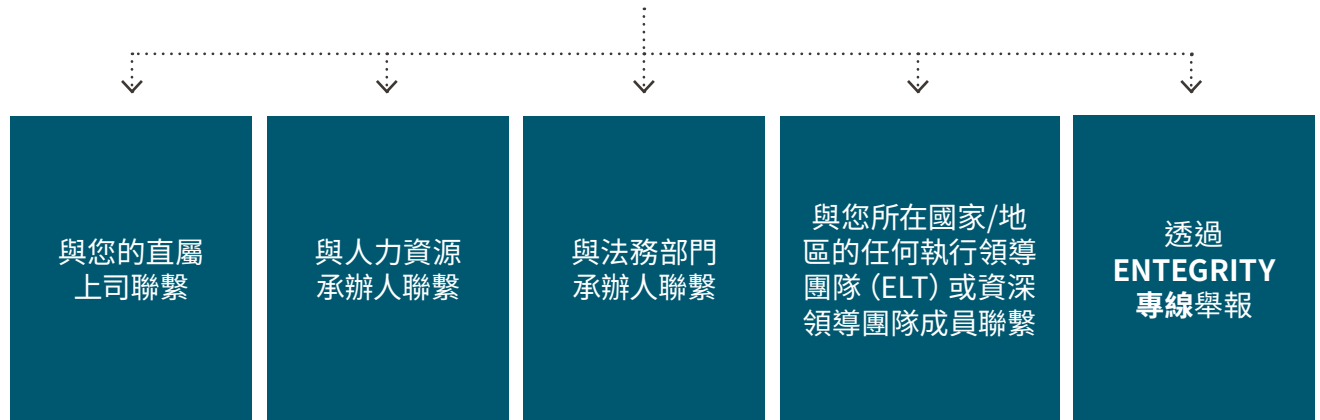 與您的直屬
上司聯繫
與人力資源
承辦人聯繫
與法務部門
承辦人聯繫
與您所在國家/地
區的任何執行領導
團隊（ELT）或資深
領導團隊成員聯繫
透過
ENTEGRITY
專線舉報